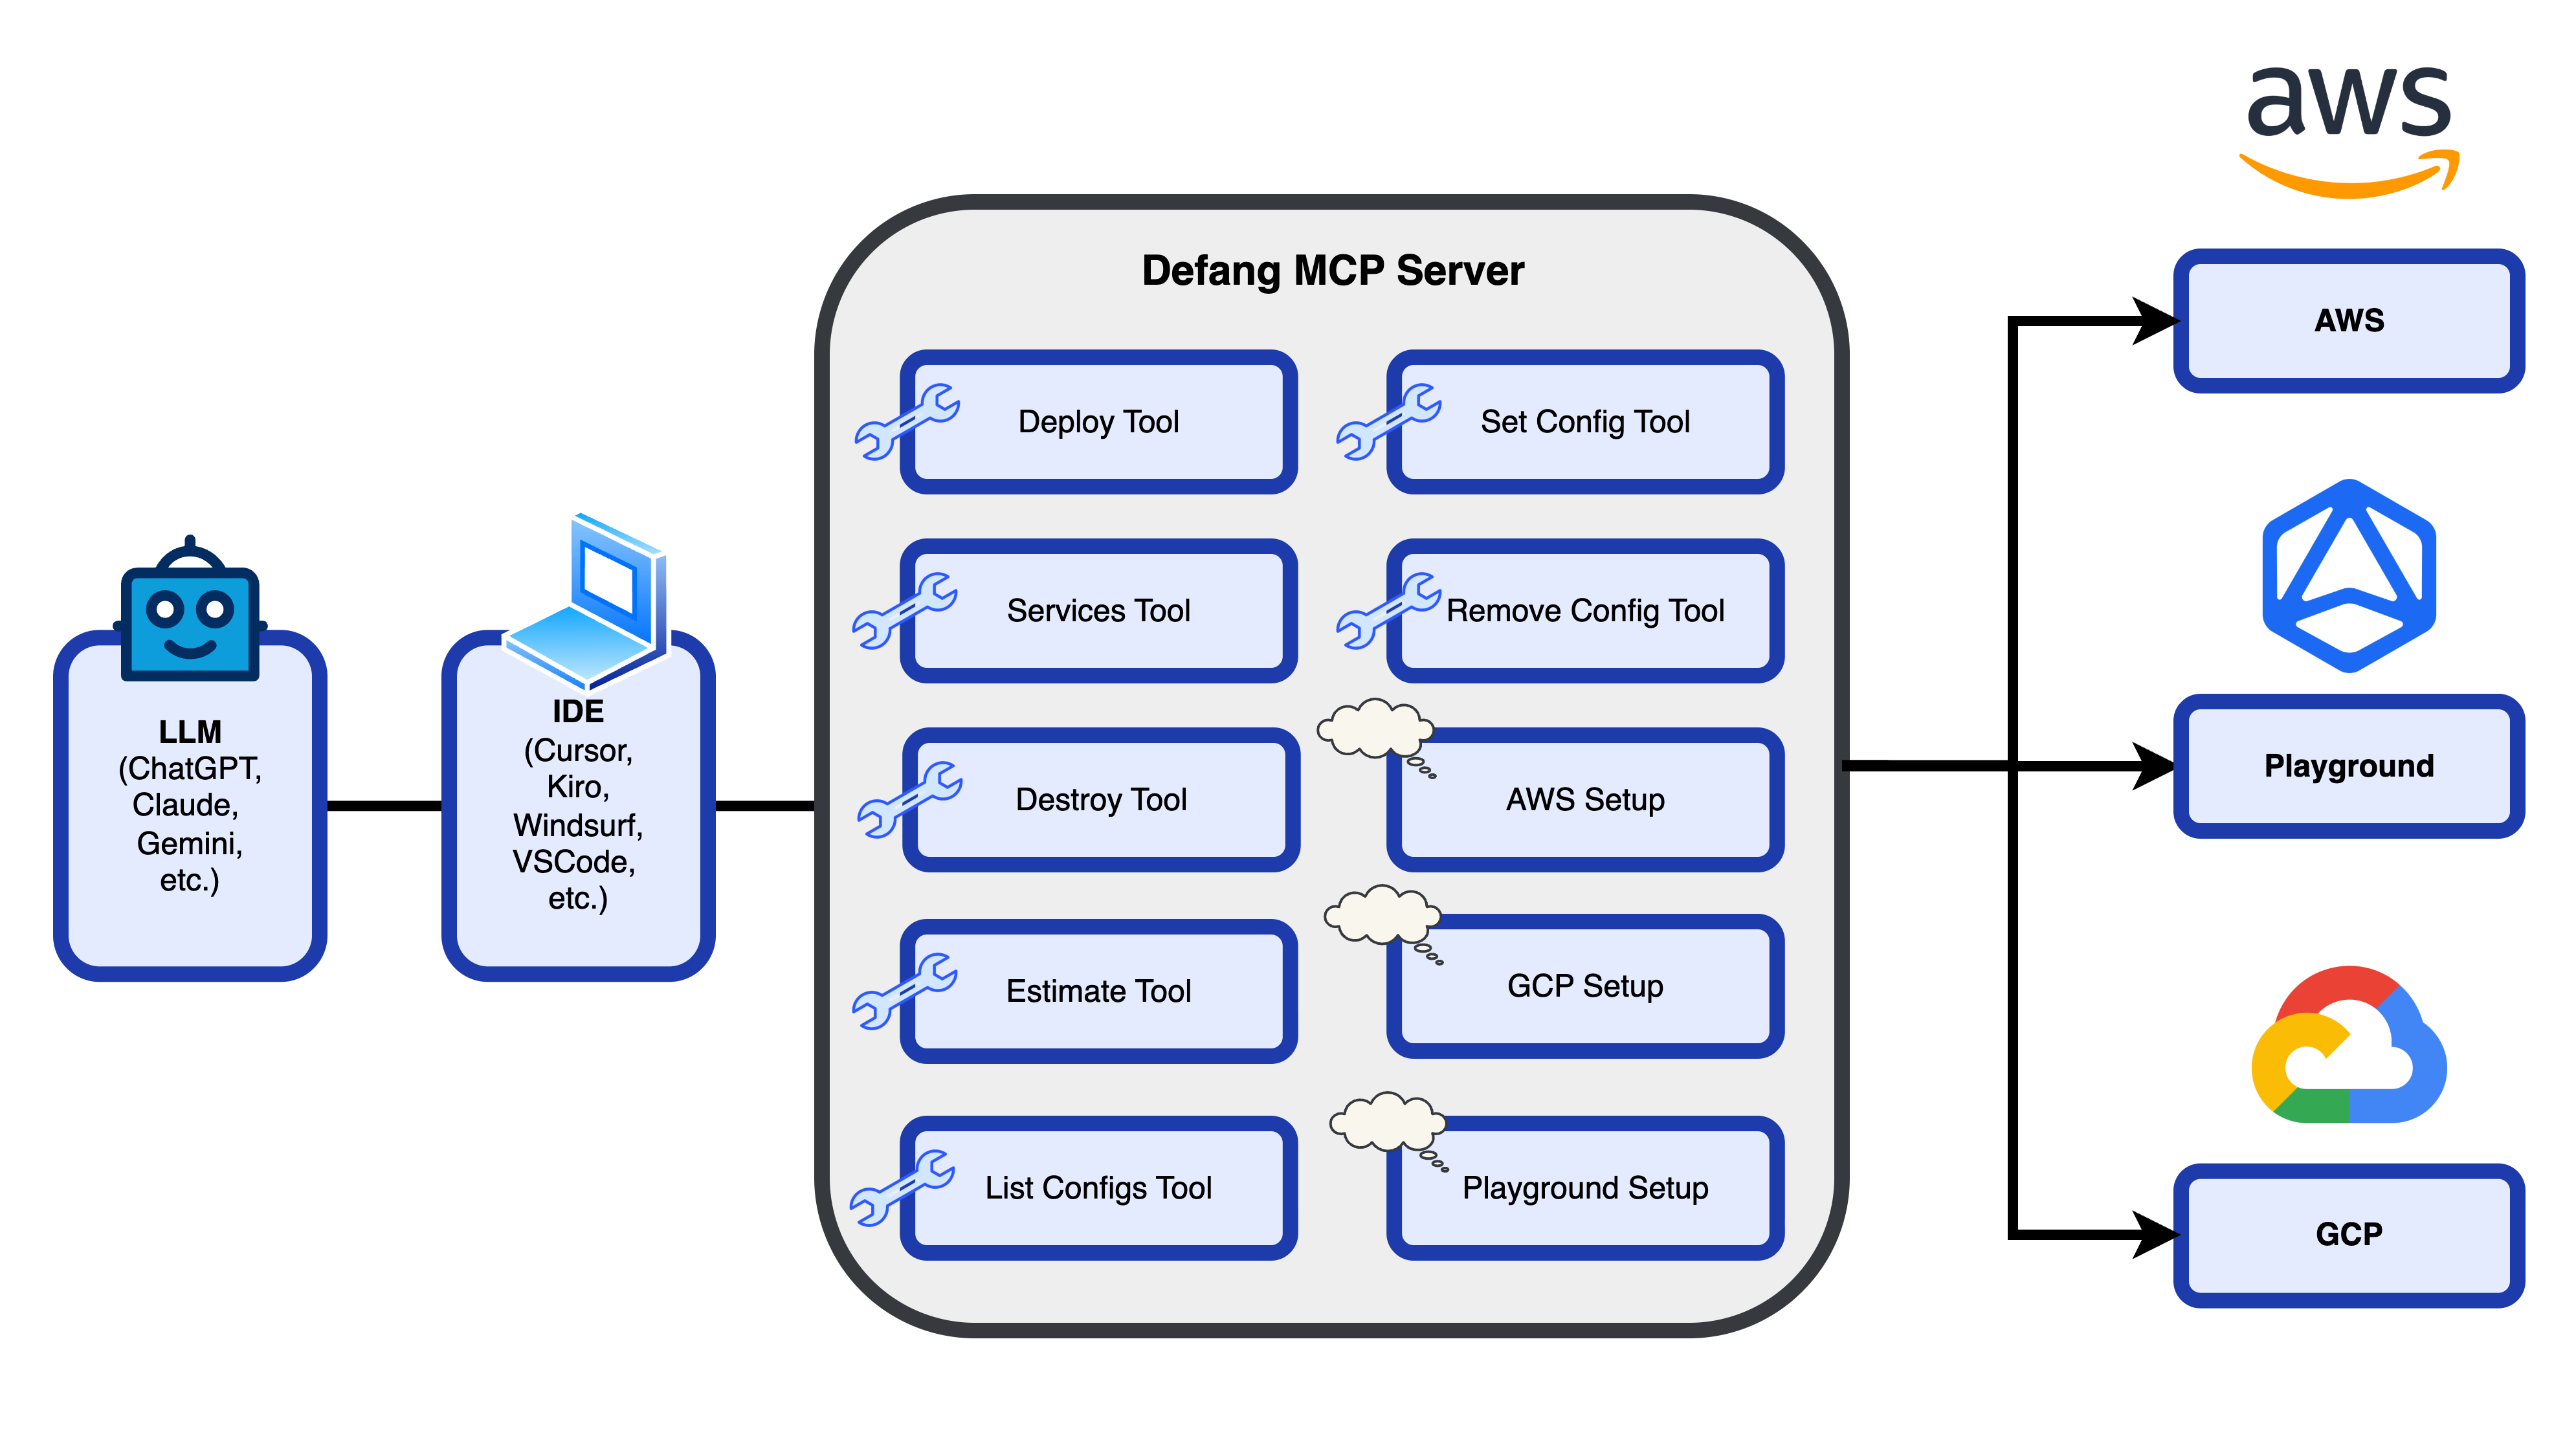 LLM
(ChatGPT,
Claude,
Gemini,
etc.)
IDE
(Cursor,
Kiro,
Windsurf,
VSCode,
etc.)
Defang MCP Server
Deploy Tool
Set Config Tool
Services Tool
Remove Config Tool
Destroy Tool
AWS Setup
Estimate Tool
GCP Setup
List Configs Tool
Playground Setup
aws
AWS
Playground
GCP